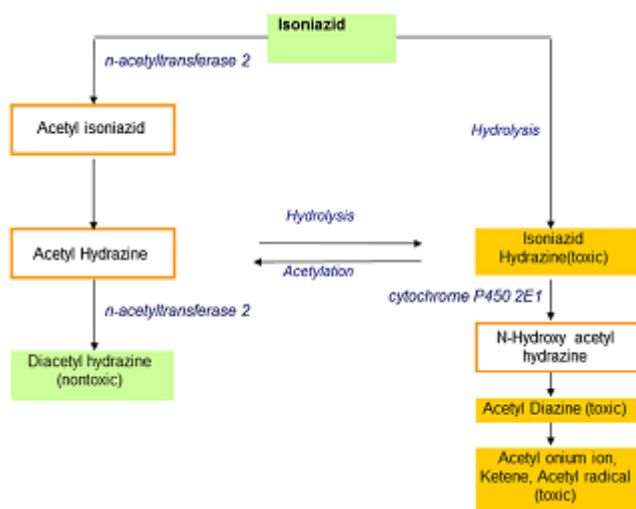 Isoniazid
n-acetyltransferase 2
Acetyl isoniazid
Hydrolysis
Hydrolysis
Acetyl Hydrazine
Isoniazid
Hydrazine(toxic)
Acetylation
n-acetyltransferase 2
cytochrome P450 2E1
N-Hydroxy acetyl
hydrazine
Diacetyl hydrazine
(nontoxic)
Acetyl Diazine (toxic)
Acetyl onium ion,
Ketene, Acetyl radical
(toxic)